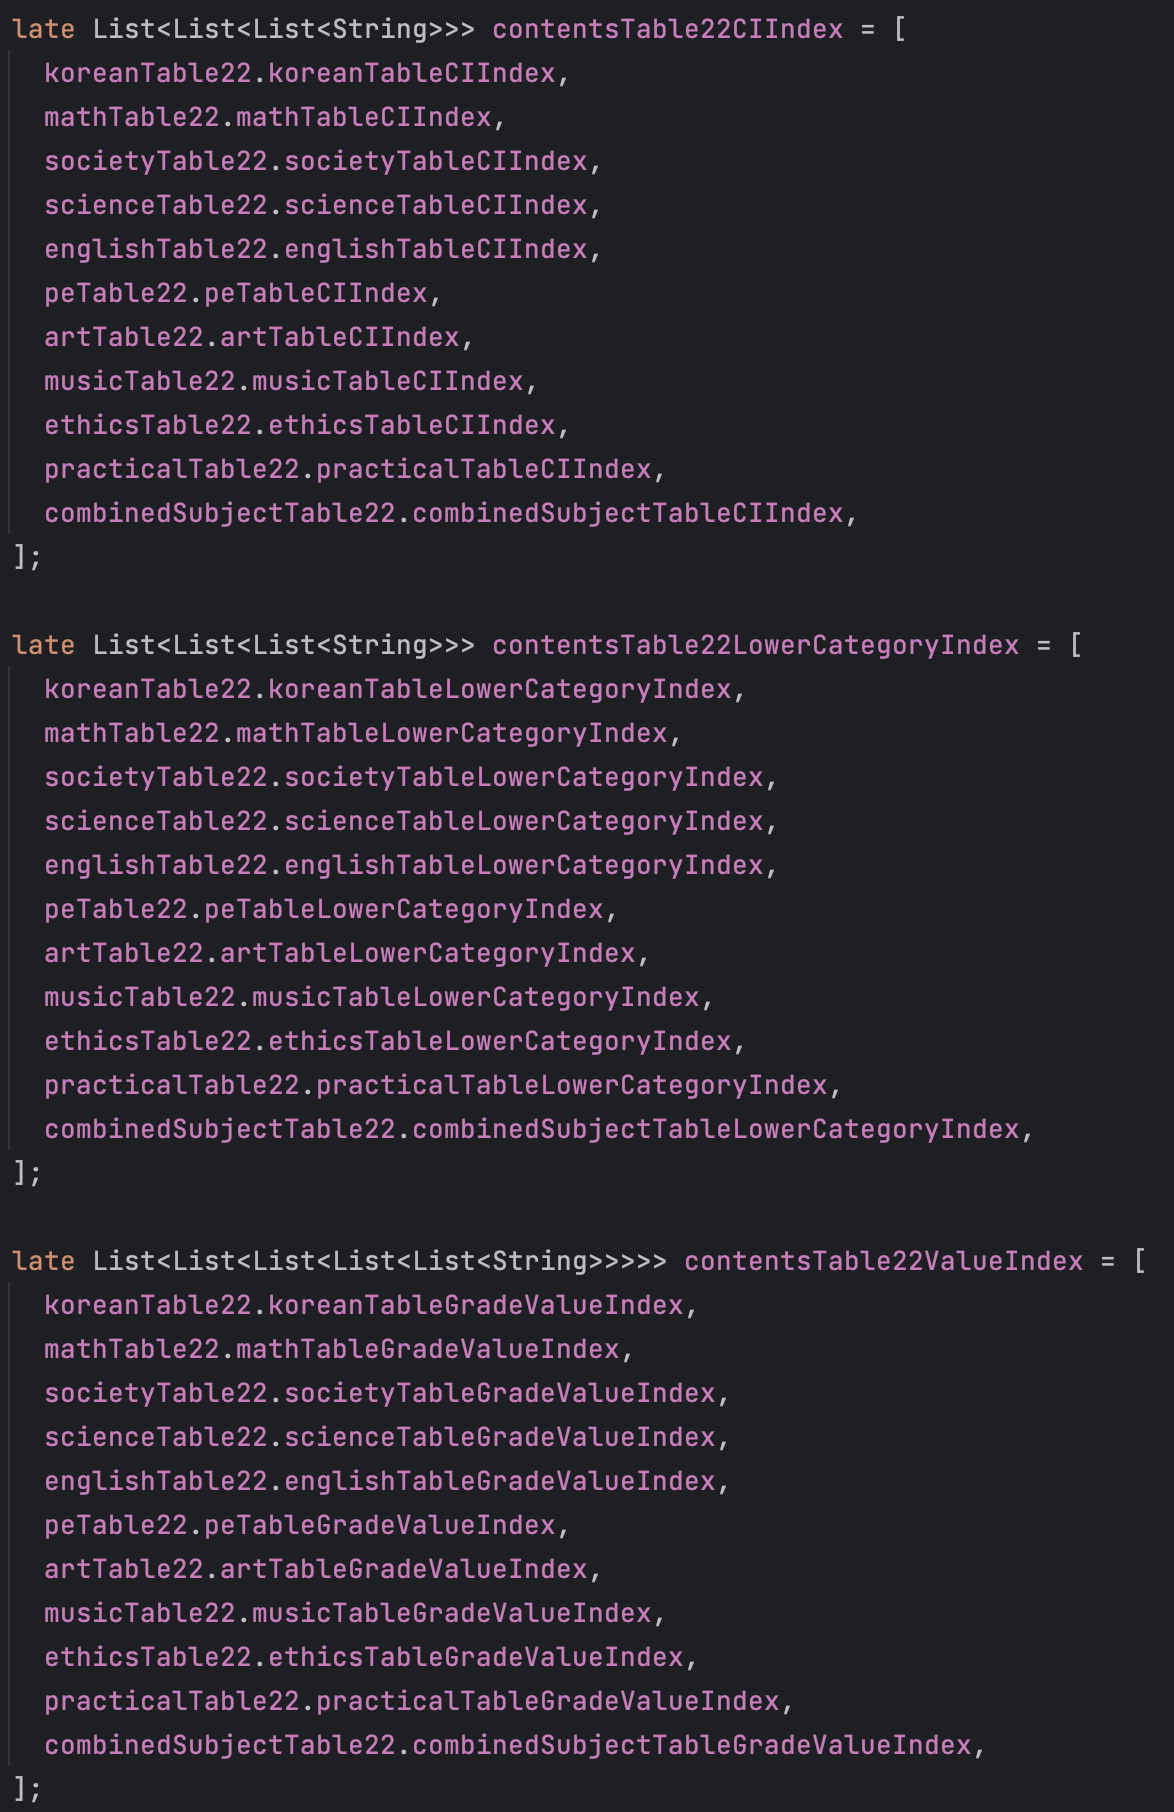 late List<List<List<String>>> contentsTable22CIIndex = [
  koreanTable22.koreanTableCIIndex,
  mathTable22.mathTableCIIndex,
  societyTable22.societyTableCIIndex,
  scienceTable22.scienceTableCIIndex,
  englishTable22.englishTableCIIndex,
  peTable22.peTableCIIndex,
  artTable22.artTableCIIndex,
  musicTable22.musicTableCIIndex,
  ethicsTable22.ethicsTableCIIndex,
  practicalTable22.practicalTableCIIndex,
  combinedSubjectTable22.combinedSubjectTableCIIndex,
];

late List<List<List<String>>> contentsTable22LowerCategoryIndex = [
  koreanTable22.koreanTableLowerCategoryIndex,
  mathTable22.mathTableLowerCategoryIndex,
  societyTable22.societyTableLowerCategoryIndex,
  scienceTable22.scienceTableLowerCategoryIndex,
  englishTable22.englishTableLowerCategoryIndex,
  peTable22.peTableLowerCategoryIndex,
  artTable22.artTableLowerCategoryIndex,
  musicTable22.musicTableLowerCategoryIndex,
  ethicsTable22.ethicsTableLowerCategoryIndex,
  practicalTable22.practicalTableLowerCategoryIndex,
  combinedSubjectTable22.combinedSubjectTableLowerCategoryIndex,
];

late List<List<List<List<List<String>>>>> contentsTable22ValueIndex = [
  koreanTable22.koreanTableGradeValueIndex,
  mathTable22.mathTableGradeValueIndex,
  societyTable22.societyTableGradeValueIndex,
  scienceTable22.scienceTableGradeValueIndex,
  englishTable22.englishTableGradeValueIndex,
  peTable22.peTableGradeValueIndex,
  artTable22.artTableGradeValueIndex,
  musicTable22.musicTableGradeValueIndex,
  ethicsTable22.ethicsTableGradeValueIndex,
  practicalTable22.practicalTableGradeValueIndex,
  combinedSubjectTable22.combinedSubjectTableGradeValueIndex,
];